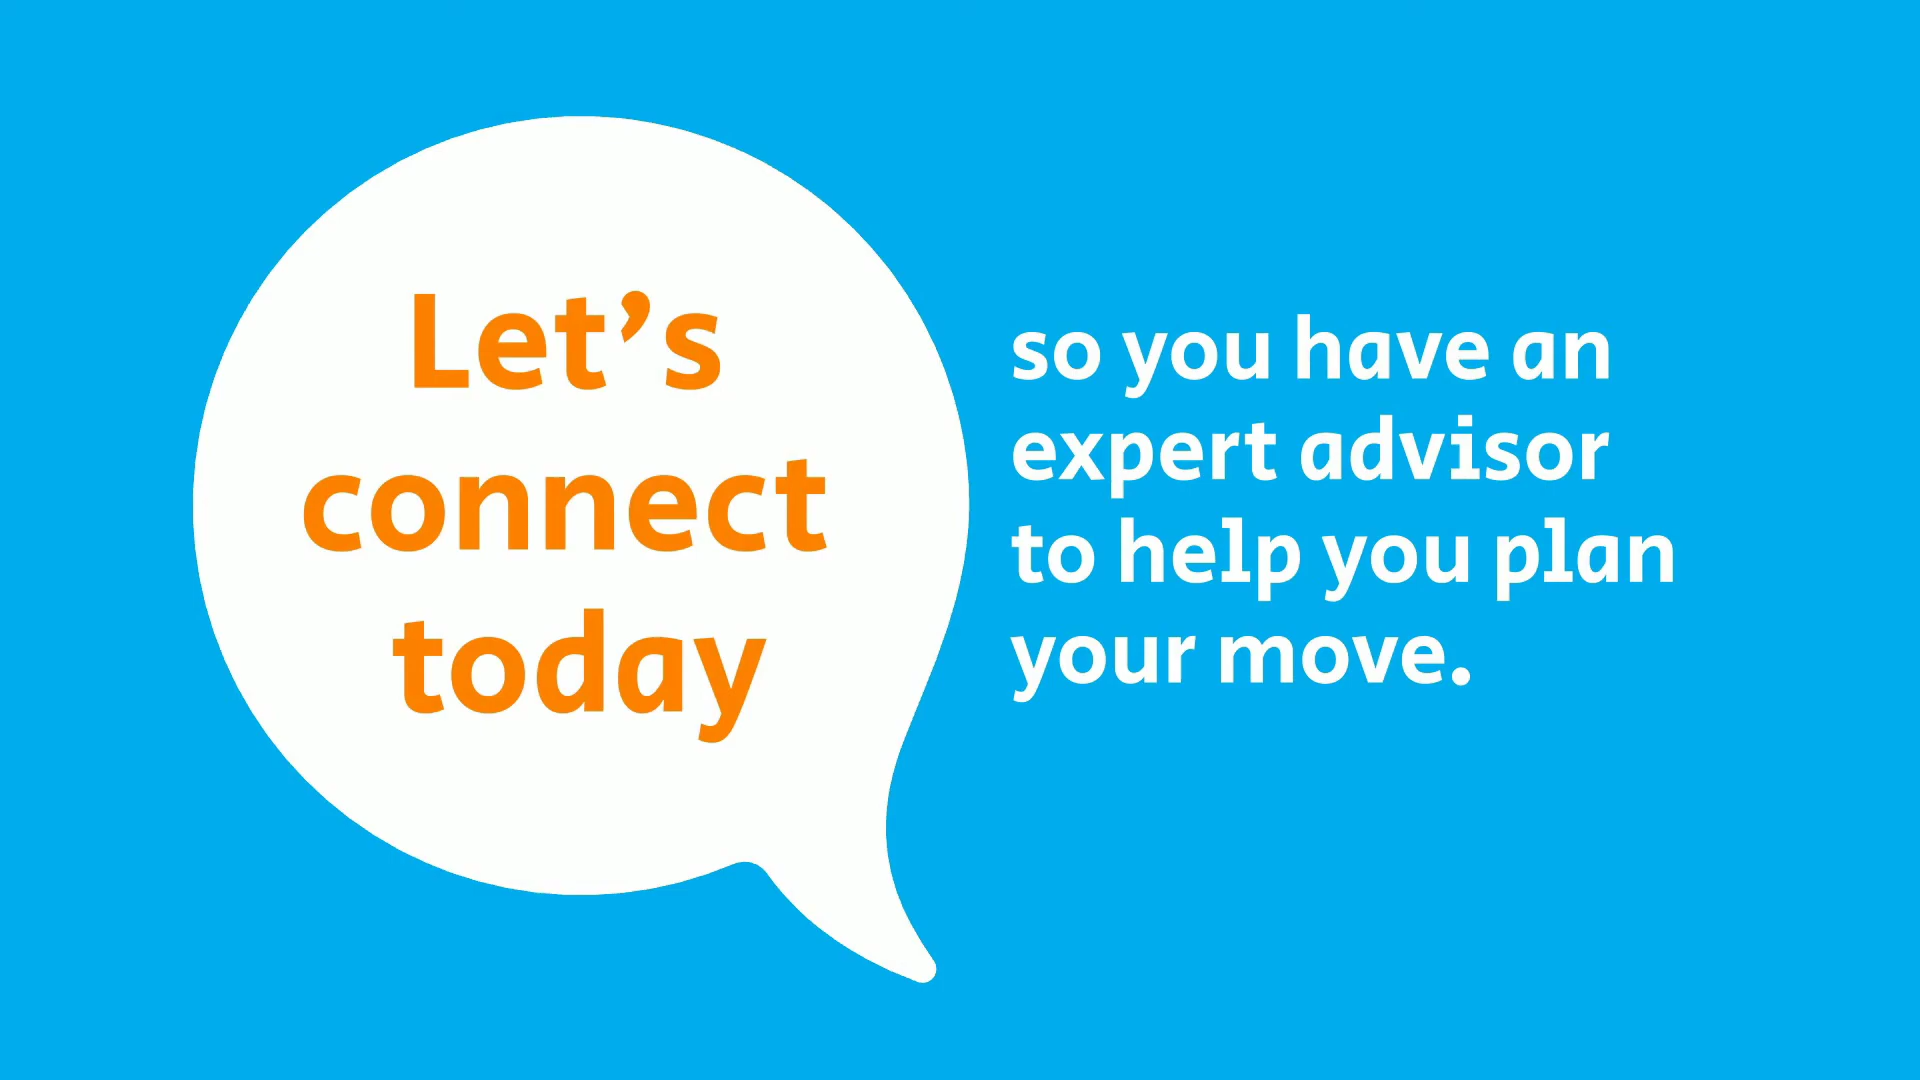 Let’s
connect
today
so you have an
expert advisor
to help you plan
your move.